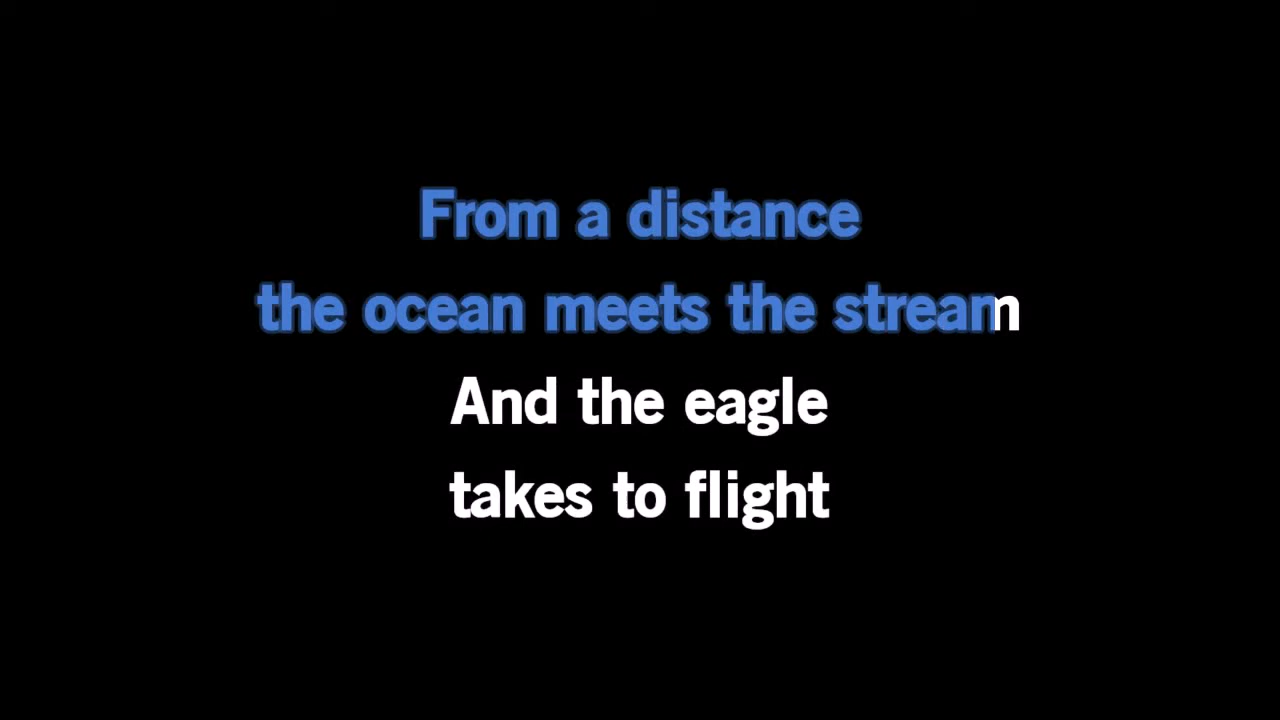 From a distance
the ocean meets the stream
And the eagle
takes to flight